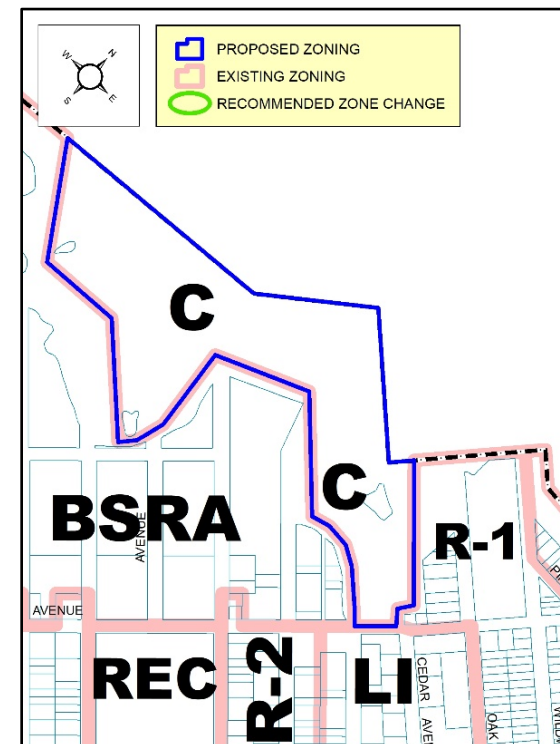 N
W
E
S
PROPOSED ZONING
EXISTING ZONING
RECOMMENDED ZONE CHANGE
C
C
BSRA
AVENUE
R-1
AVENUE
REC
R-2
LI
CEDAR AVE
OAK